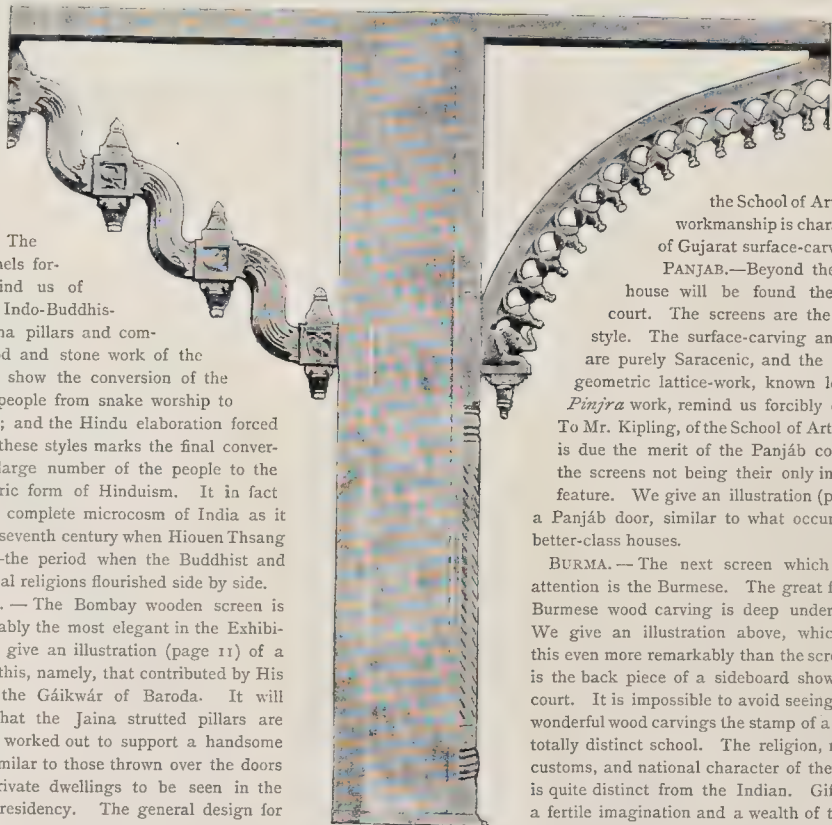 The
nels for-
ind us of
Indo-Buddhis-
na pillars and com-
od and stone work of the
show the conversion of the
people from snake worship to
; and the Hindu elaboration forced
these styles marks the final conver-
large number of the people to the
ric form of Hinduism. It in fact
complete microcosm of India as it
seventh century when Hiouen Thsang
—the period when the Buddhist and
al religions flourished side by side.
. — The Bombay wooden screen is
ably the most elegant in the Exhibi-
give an illustration (page 11) of a
this, namely, that contributed by His
the Gáikwár of Baroda. It will
hat the Jaina strutted pillars are
worked out to support a handsome
milar to those thrown over the doors
rivate dwellings to be seen in the
residency. The general design for
the School of Ar
workmanship is char
of Gujarat surface-carv
PANJAB.—Beyond the
house will be found the
court. The screens are the
style. The surface-carving an
are purely Saracenic, and the
geometric lattice-work, known lo
Pinjra work, remind us forcibly
To Mr. Kipling, of the School of Art
is due the merit of the Panjáb co
the screens not being their only in
feature. We give an illustration (p
a Panjáb door, similar to what occur
better-class houses.
BURMA. — The next screen which
attention is the Burmese. The great f
Burmese wood carving is deep under
We give an illustration above, whic
this even more remarkably than the scre
is the back piece of a sideboard show
court. It is impossible to avoid seeing
wonderful wood carvings the stamp of a
totally distinct school. The religion,
customs, and national character of the
is quite distinct from the Indian. Gif
a fertile imagination and a wealth of t